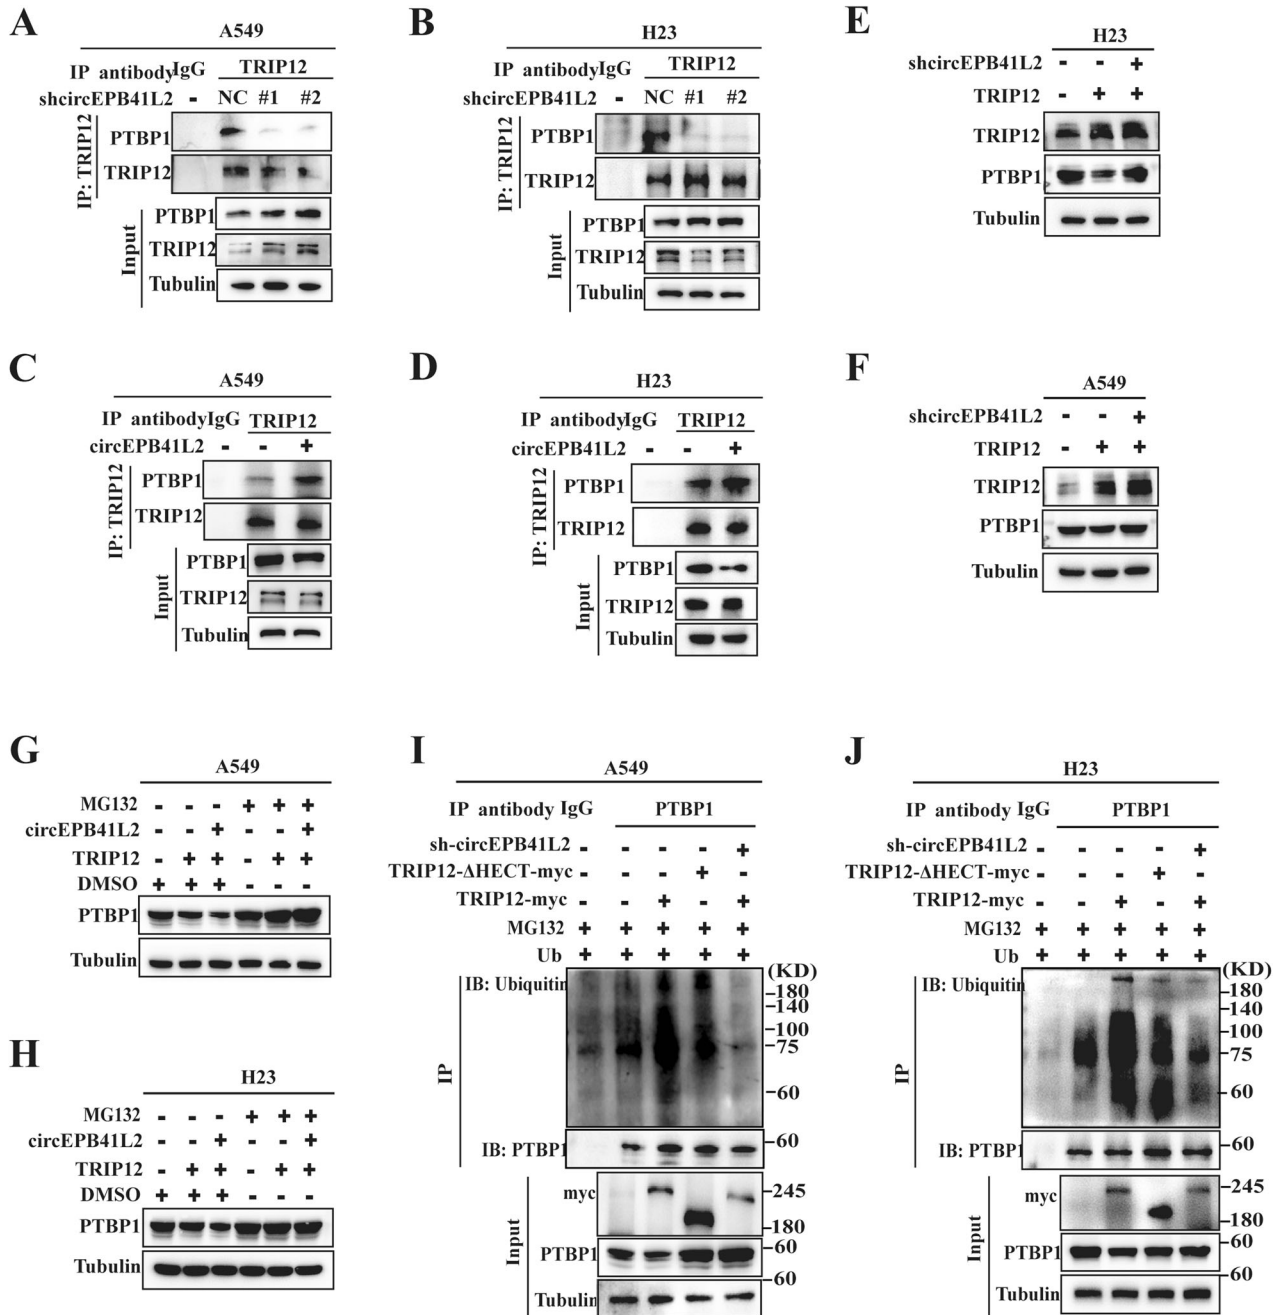 A
A549
IP antibody IgG TRIP12
shcircEPB41L2 - NC #1 #2
IP: TRIP12
PTBP1
TRIP12
Input
PTBP1
TRIP12
Tubulin
B
H23
IP antibody IgG TRIP12
shcircEPB41L2 - NC #1 #2
IP: TRIP12
PTBP1
TRIP12
Input
PTBP1
TRIP12
Tubulin
E
H23
shcircEPB41L2 - - +
TRIP12 - + +
TRIP12
PTBP1
Tubulin
C
A549
IP antibody IgG TRIP12
circEPB41L2 - - +
IP: TRIP12
PTBP1
TRIP12
Input
PTBP1
TRIP12
Tubulin
D
H23
IP antibody IgG TRIP12
circEPB41L2 - - +
IP: TRIP12
PTBP1
TRIP12
Input
PTBP1
TRIP12
Tubulin
F
A549
shcircEPB41L2 - - +
TRIP12 - + +
TRIP12
PTBP1
Tubulin
G
A549
MG132 - - - + + +
circEPB41L2 - - + - - +
TRIP12 - + + - + +
DMSO + + + - - -
PTBP1
Tubulin
H
H23
MG132 - - - + + +
circEPB41L2 - - + - - +
TRIP12 - + + - + +
DMSO + + + - - -
PTBP1
Tubulin
I
A549
IP antibody IgG PTBP1
sh-circEPB41L2 - - - - +
TRIP12-ΔHECT-myc - - - + -
TRIP12-myc - - + - +
MG132 + + + + +
Ub + + + + +
(KD)
IP
IB: Ubiquitin
180
140
100
75
60
IB: PTBP1
60
Input
myc
245
180
PTBP1
60
60
Tubulin
J
H23
IP antibody IgG PTBP1
sh-circEPB41L2 - - - - +
TRIP12-ΔHECT-myc - - - + -
TRIP12-myc - - + - +
MG132 + + + + +
Ub + + + + +
(KD)
IP
IB: Ubiquitin
180
140
100
75
60
IB: PTBP1
60
Input
myc
245
180
PTBP1
60
60
Tubulin